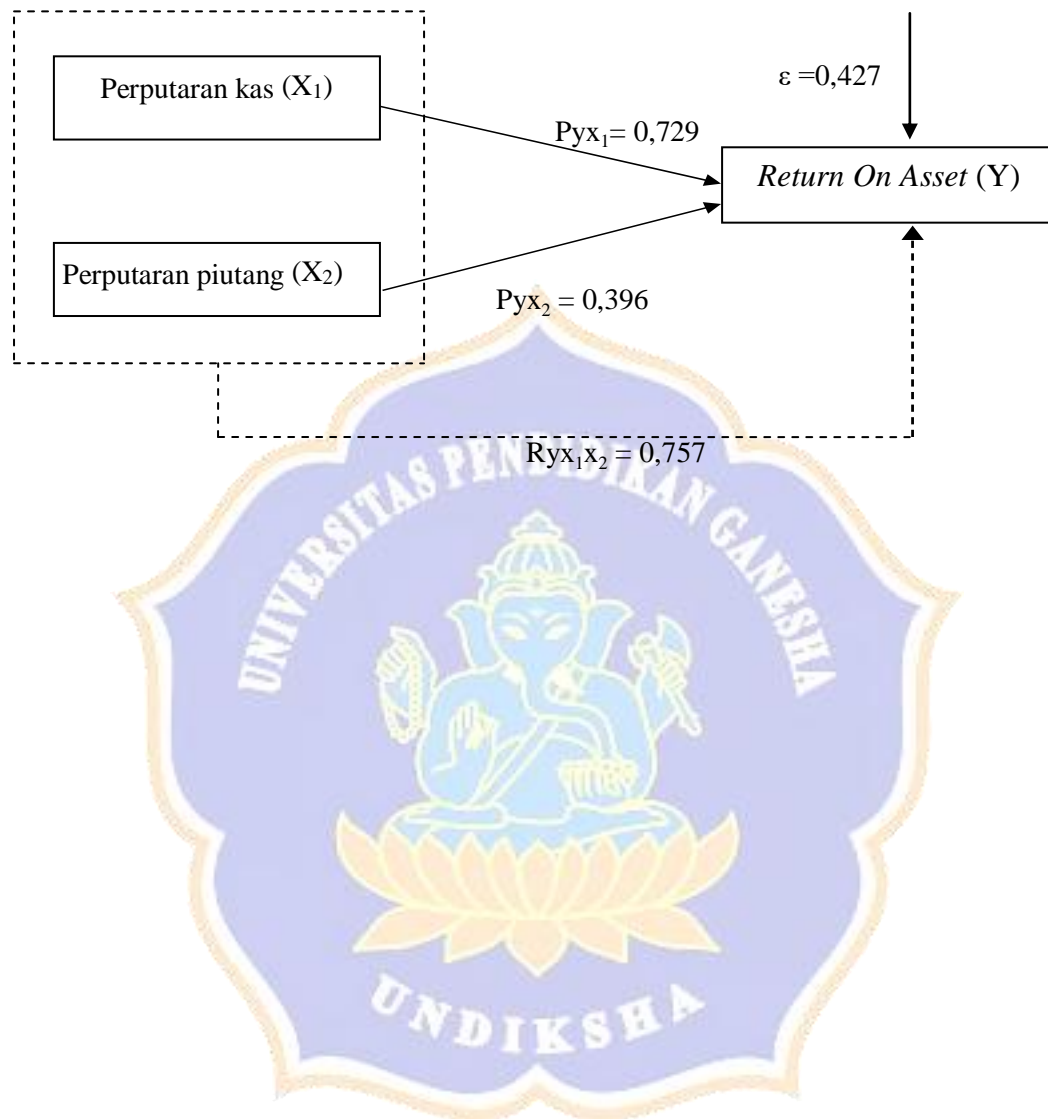 Perputaran kas (X₁)
ε =0,427
Pyx₁= 0,729
Return On Asset (Y)
Perputaran piutang (X₂)
Pyx₂ = 0,396
Ryx₁x₂ = 0,757
UNIVERSITAS PENDIDIKAN GANESHA
UNDIKSHA